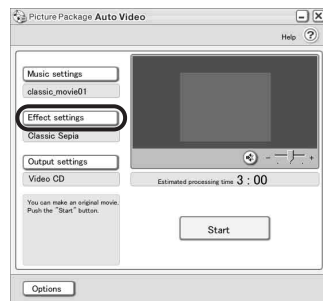 Picture Package Auto Video
Help ?
Music settings
classic_movie01
Effect settings
Classic Sepia
Output settings
Video CD
Estimated processing time 3 : 00
You can make an original movie.
Push the "Start" button.
Start
Options